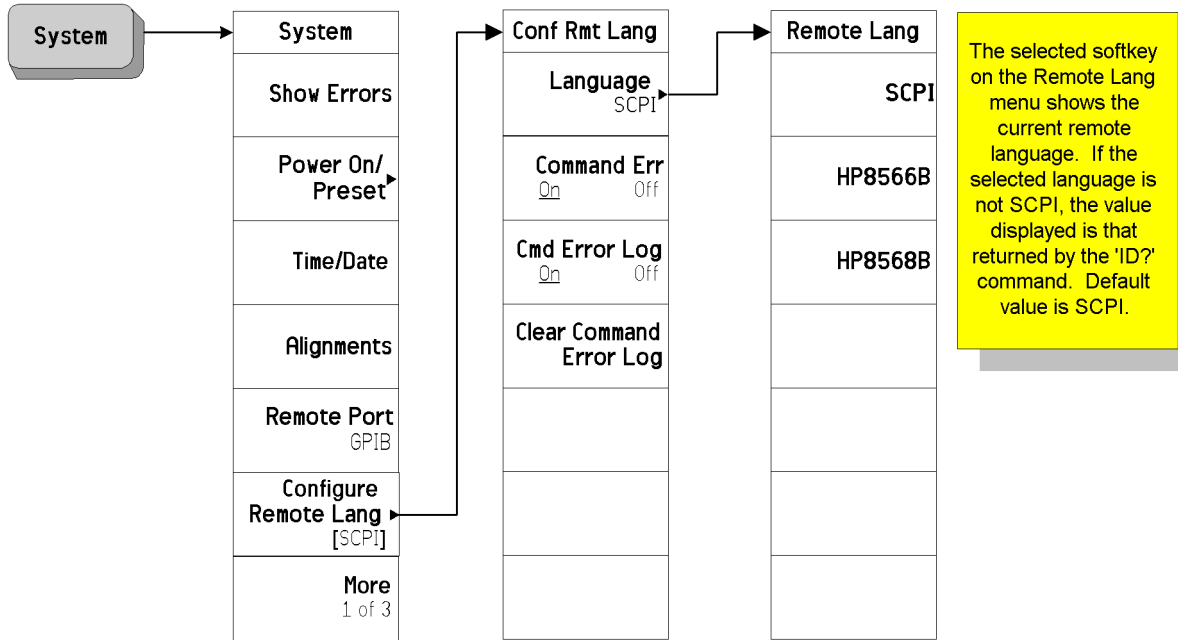 System
System
Show Errors
Power On/
Preset
Time/Date
Alignments
Remote Port
GPIB
Configure
Remote Lang
[SCPI]
More
1 of 3
Conf Rmt Lang
Language
SCPI
Command Err
On Off
Cmd Error Log
On Off
Clear Command
Error Log
Remote Lang
SCPI
HP8566B
HP8568B
The selected softkey
on the Remote Lang
menu shows the
current remote
language. If the
selected language is
not SCPI, the value
displayed is that
returned by the 'ID?'
command. Default
value is SCPI.